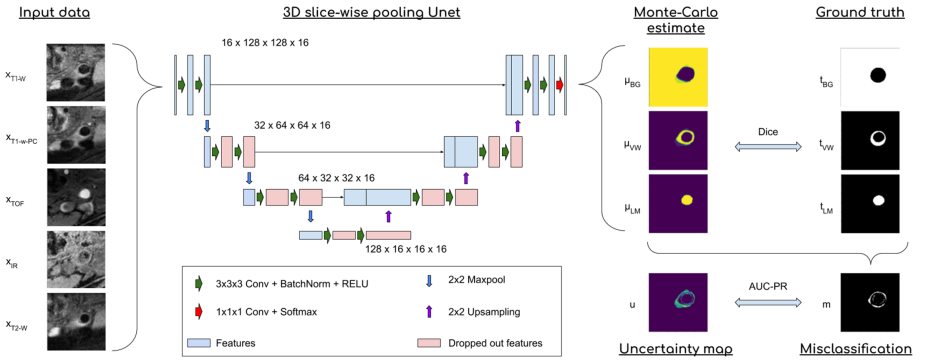 Input data
3D slice-wise pooling Unet
Monte-Carlo
estimate
Ground truth
16 x 128 x 128 x 16
32 x 64 x 64 x 16
64 x 32 x 32 x 16
128 x 16 x 16 x 16
xT1-W
xT1-w-PC
xTOF
xIR
xT2-W
μBG
tBG
μVW
Dice
tVW
μLM
tLM
u
AUC-PR
m
Uncertainty map
Misclassification
3x3x3 Conv + BatchNorm + RELU
2x2 Maxpool
1x1x1 Conv + Softmax
2x2 Upsampling
Features
Dropped out features